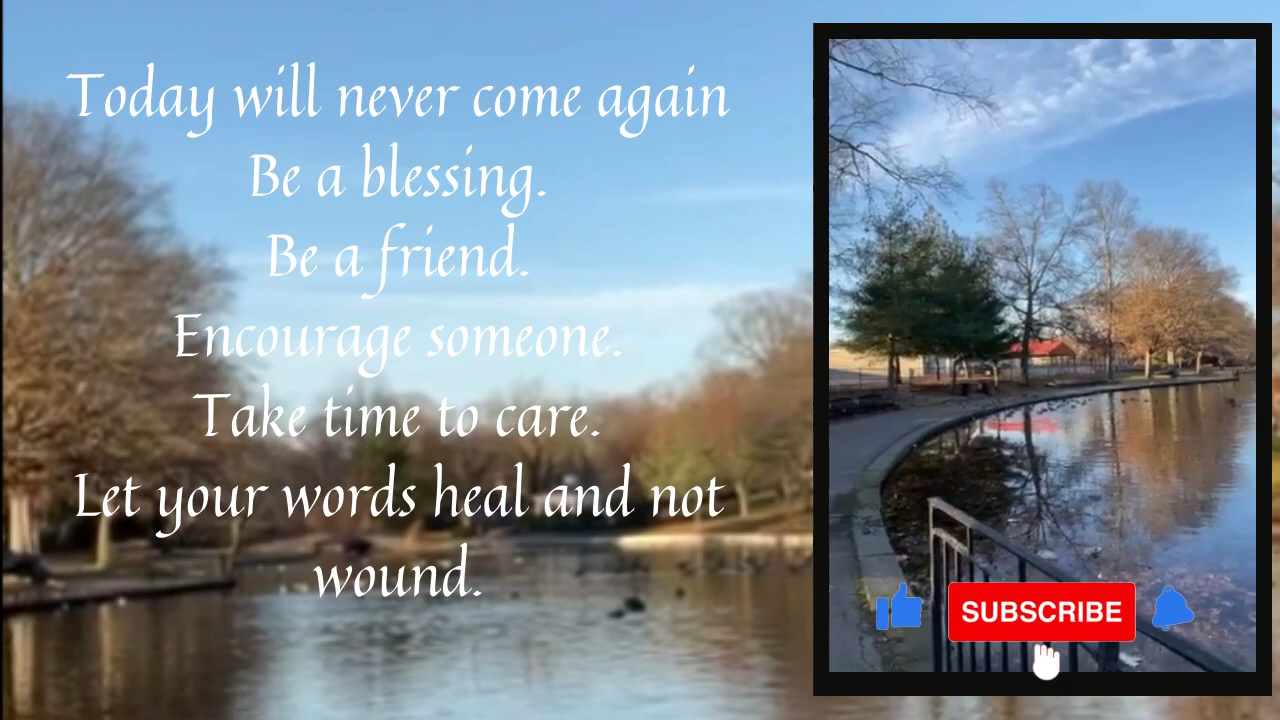 Today will never come again
Be a blessing.
Be a friend.
Encourage someone.
Take time to care.
Let your words heal and not
wound.
SUBSCRIBE